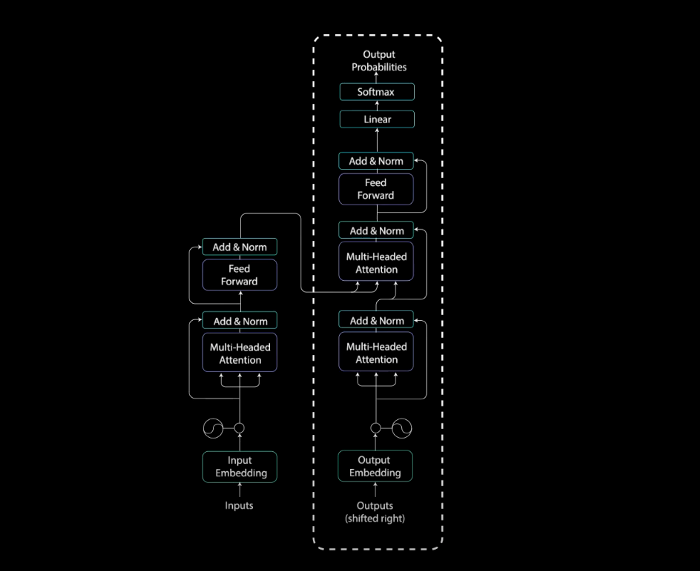 Output
Probabilities
Softmax
Linear
Add & Norm
Feed
Forward
Add & Norm
Multi-Headed
Attention
Add & Norm
Multi-Headed
Attention
Output
Embedding
Outputs
(shifted right)
Add & Norm
Feed
Forward
Add & Norm
Multi-Headed
Attention
Input
Embedding
Inputs